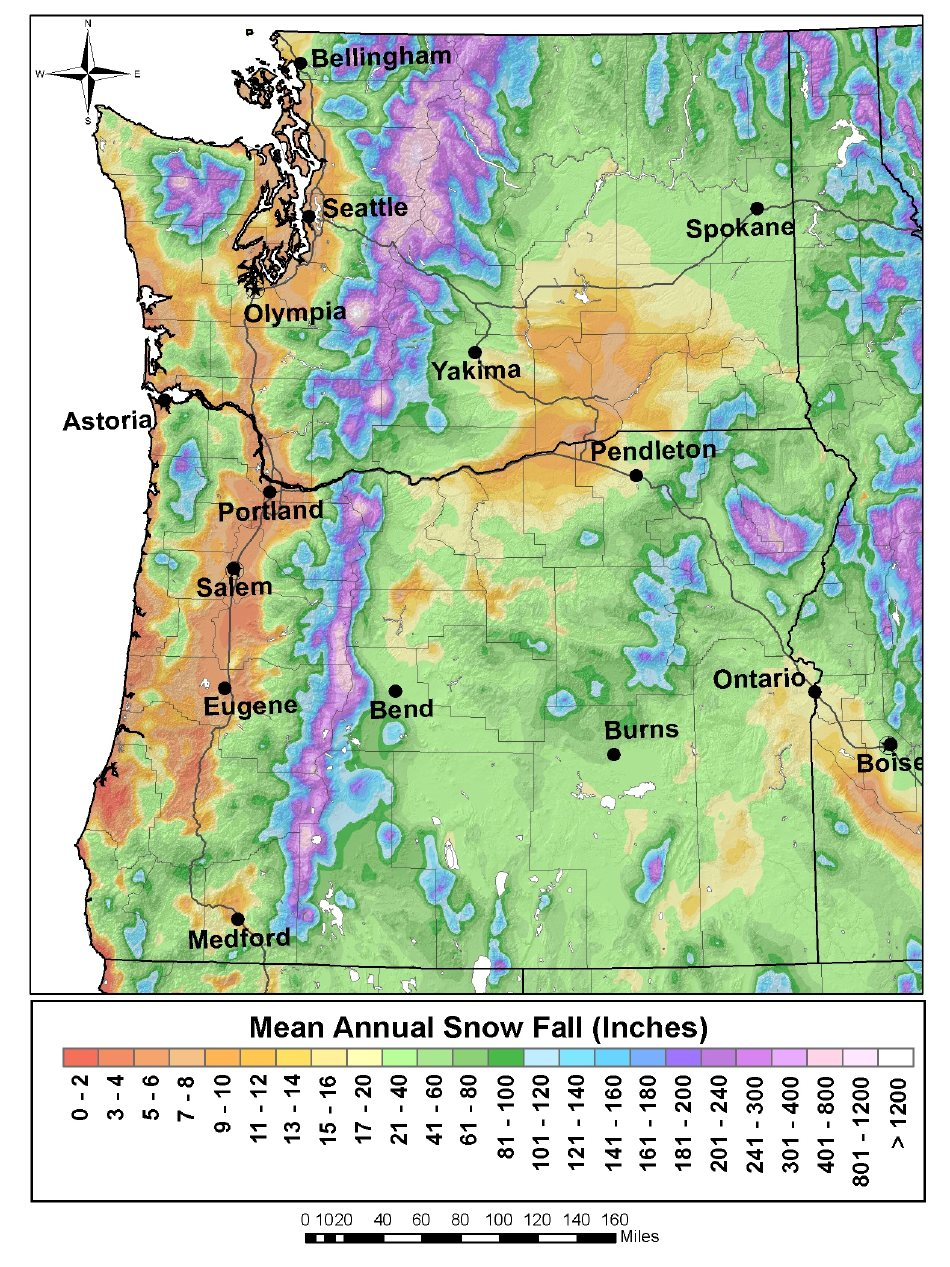 N
W E
S
Bellingham
Seattle
Spokane
Olympia
Yakima
Astoria
Pendleton
Portland
Salem
Ontario
Eugene
Bend
Burns
Boise
Medford
Mean Annual Snow Fall (Inches)
0 - 2
3 - 4
5 - 6
7 - 8
9 - 10
11 - 12
13 - 14
15 - 16
17 - 20
21 - 40
41 - 60
61 - 80
81 - 100
101 - 120
121 - 140
141 - 160
161 - 180
181 - 200
201 - 240
241 - 300
301 - 400
401 - 800
801 - 1200
> 1200
0 10 20 40 60 80 100 120 140 160
Miles